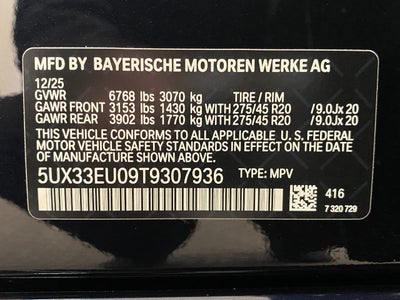 MFD BY BAYERISCHE MOTOREN WERKE AG
12/25
GVWR 6768 lbs 3070 kg TIRE / RIM
GAWR FRONT 3153 lbs 1430 kg WITH 275/45 R20 /9.0Jx 20
GAWR REAR 3902 lbs 1770 kg WITH 275/45 R20 /9.0Jx 20
THIS VEHICLE CONFORMS TO ALL APPLICABLE U. S. FEDERAL
MOTOR VEHICLE SAFETY STANDARDS IN EFFECT ON THE
DATE OF MANUFACTURE SHOWN ABOVE.
5UX33EU09T9307936 TYPE: MPV
416
7 320 729